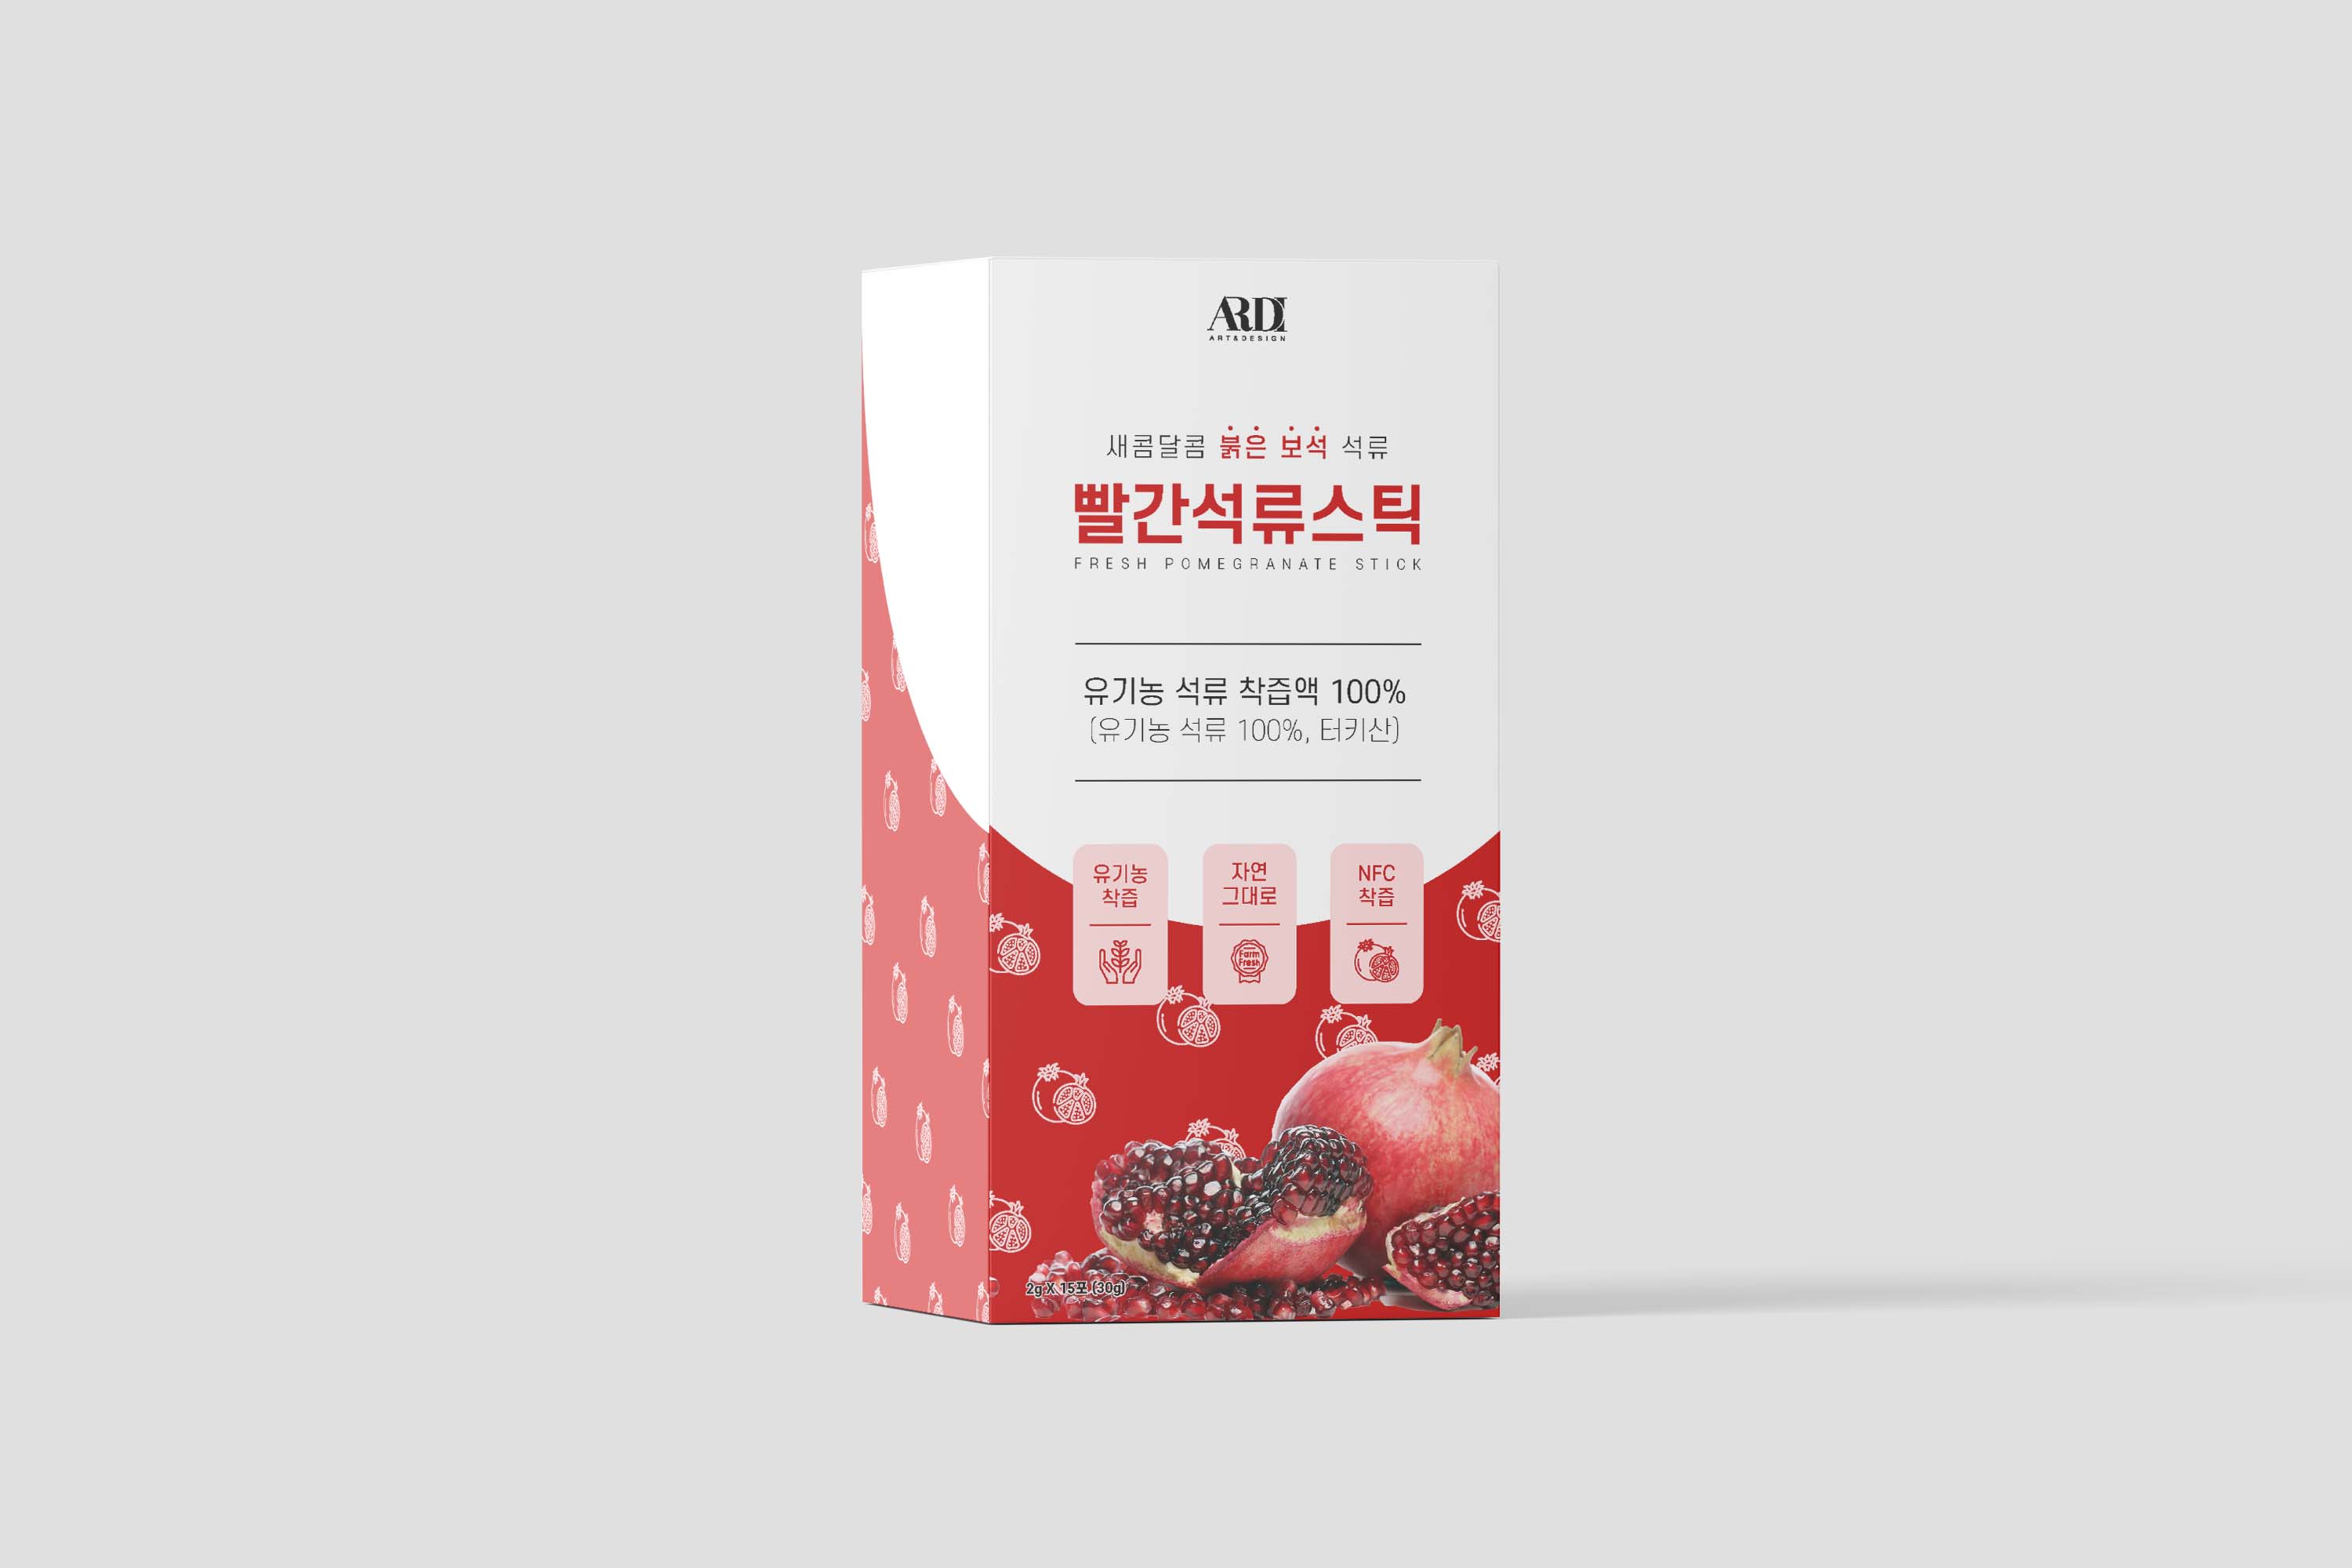 ARDI
ART&DESIGN
새콤달콤 붉은 보석 석류
빨간석류스틱
FRESH POMEGRANATE STICK
유기농 석류 착즙액 100%
(유기농 석류 100%, 터키산)
유기농
착즙
자연
그대로
Farm
Fresh
NFC
착즙
2g X 15포 (30g)